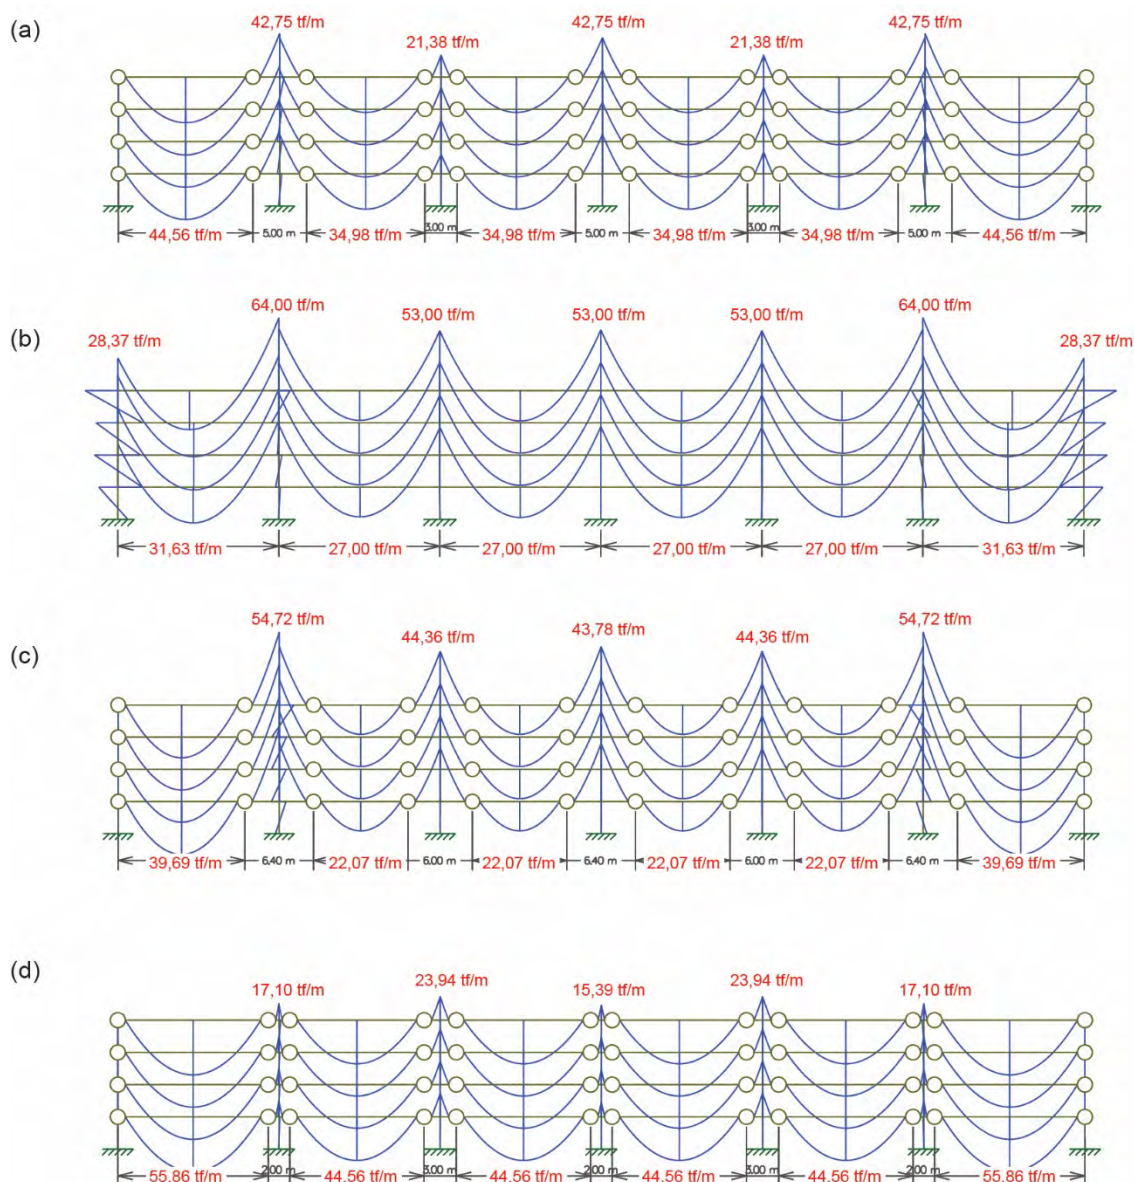 (a)
42,75 tf/m 21,38 tf/m 42,75 tf/m 21,38 tf/m 42,75 tf/m
44,56 tf/m 5.00 m 34,98 tf/m 3.00 m 34,98 tf/m 5.00 m 34,98 tf/m 3.00 m 34,98 tf/m 5.00 m 44,56 tf/m
(b)
28,37 tf/m 64,00 tf/m 53,00 tf/m 53,00 tf/m 53,00 tf/m 64,00 tf/m 28,37 tf/m
31,63 tf/m 27,00 tf/m 27,00 tf/m 27,00 tf/m 27,00 tf/m 31,63 tf/m
(c)
54,72 tf/m 44,36 tf/m 43,78 tf/m 44,36 tf/m 54,72 tf/m
39,69 tf/m 6.40 m 22,07 tf/m 6.00 m 22,07 tf/m 6.40 m 22,07 tf/m 6.00 m 22,07 tf/m 6.40 m 39,69 tf/m
(d)
17,10 tf/m 23,94 tf/m 15,39 tf/m 23,94 tf/m 17,10 tf/m
55,86 tf/m 2.00 m 44,56 tf/m 3.00 m 44,56 tf/m 2.00 m 44,56 tf/m 3.00 m 44,56 tf/m 2.00 m 55,86 tf/m